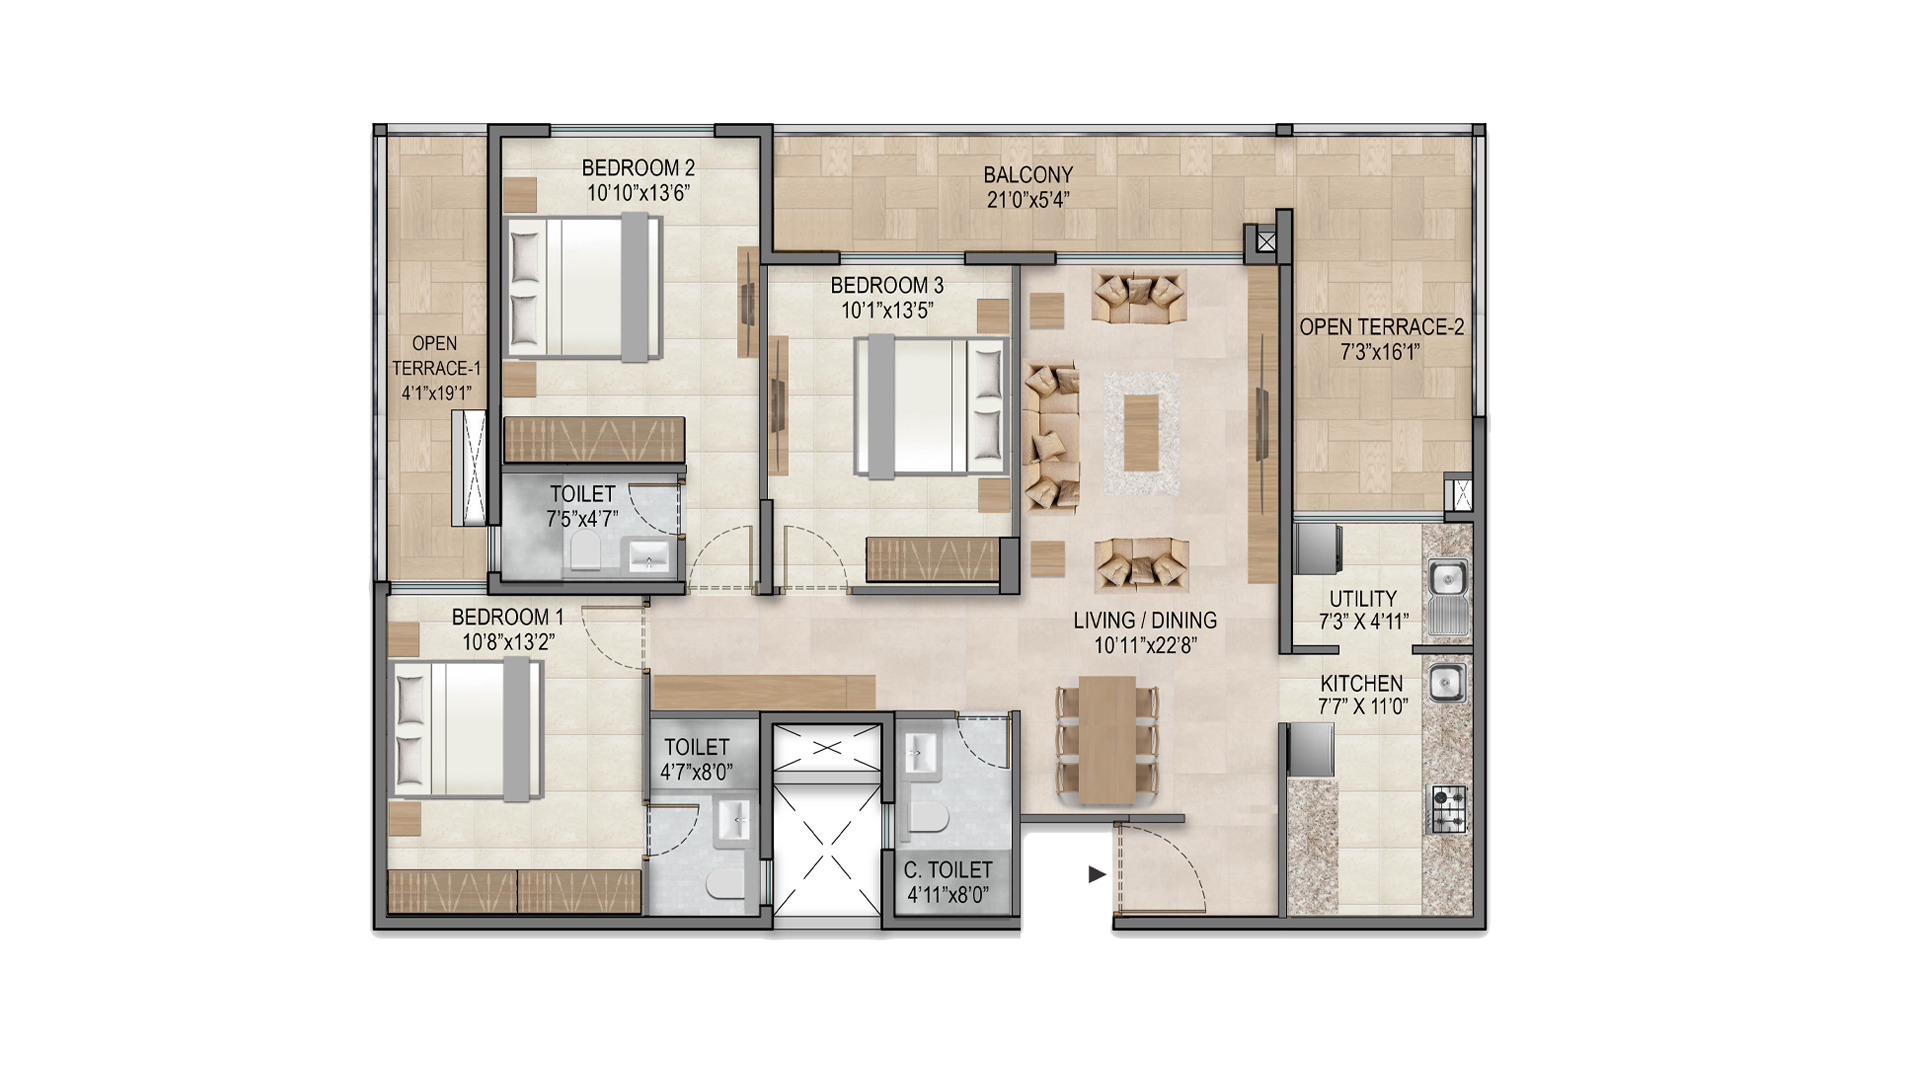 BEDROOM 2
10’10”x13’6”
BALCONY
21’0”x5’4”
BEDROOM 3
10’1”x13’5”
OPEN TERRACE-2
7’3”x16’1”
OPEN
TERRACE-1
4’1”x19’1”
TOILET
7’5”x4’7”
UTILITY
7’3” X 4’11”
BEDROOM 1
10’8”x13’2”
LIVING / DINING
10’11”x22’8”
KITCHEN
7’7” X 11’0”
TOILET
4’7”x8’0”
C. TOILET
4’11”x8’0”